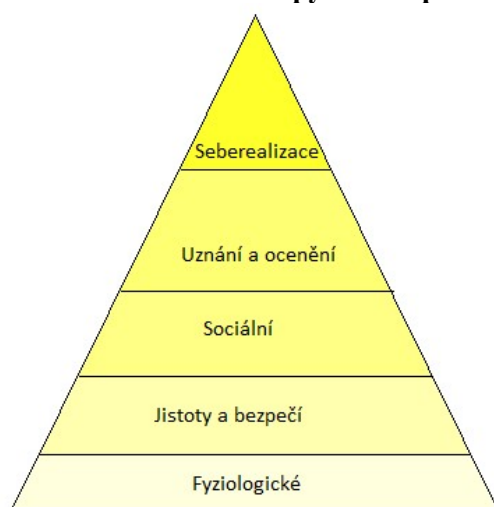 Seberealizace
Uznání a ocenění
Sociální
Jistoty a bezpečí
Fyziologické